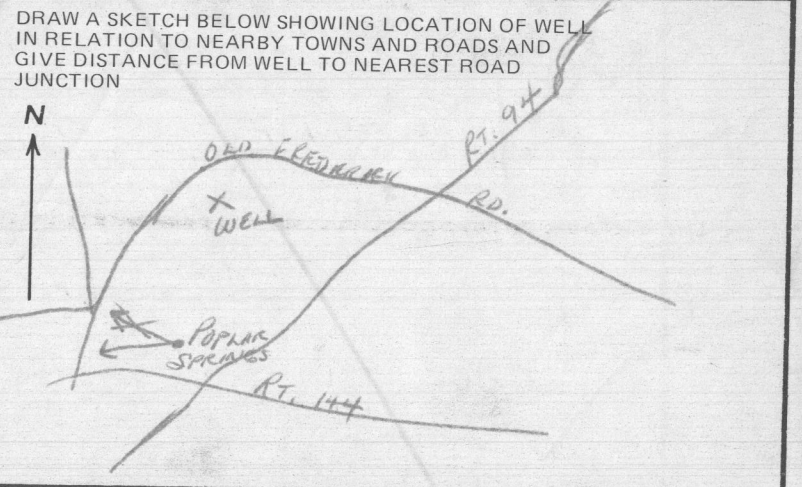 DRAW A SKETCH BELOW SHOWING LOCATION OF WELL
IN RELATION TO NEARBY TOWNS AND ROADS AND
GIVE DISTANCE FROM WELL TO NEAREST ROAD
JUNCTION
N
RT. 94
OLD FREDERICK RD.
X
WELL
POPLAR
SPRINGS
RT. 144